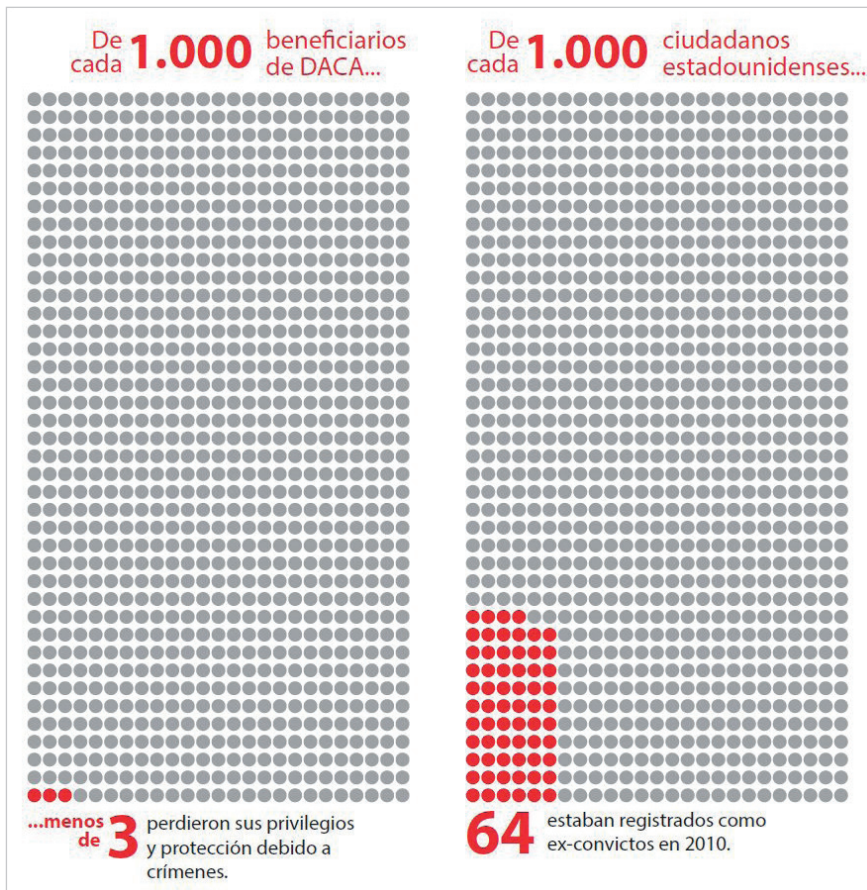 De cada 1.000 beneficiarios
de DACA...
...menos de 3 perdieron sus privilegios
y protección debido a
crímenes.
De cada 1.000 ciudadanos
estadounidenses...
64 estaban registrados como
ex-convictos en 2010.